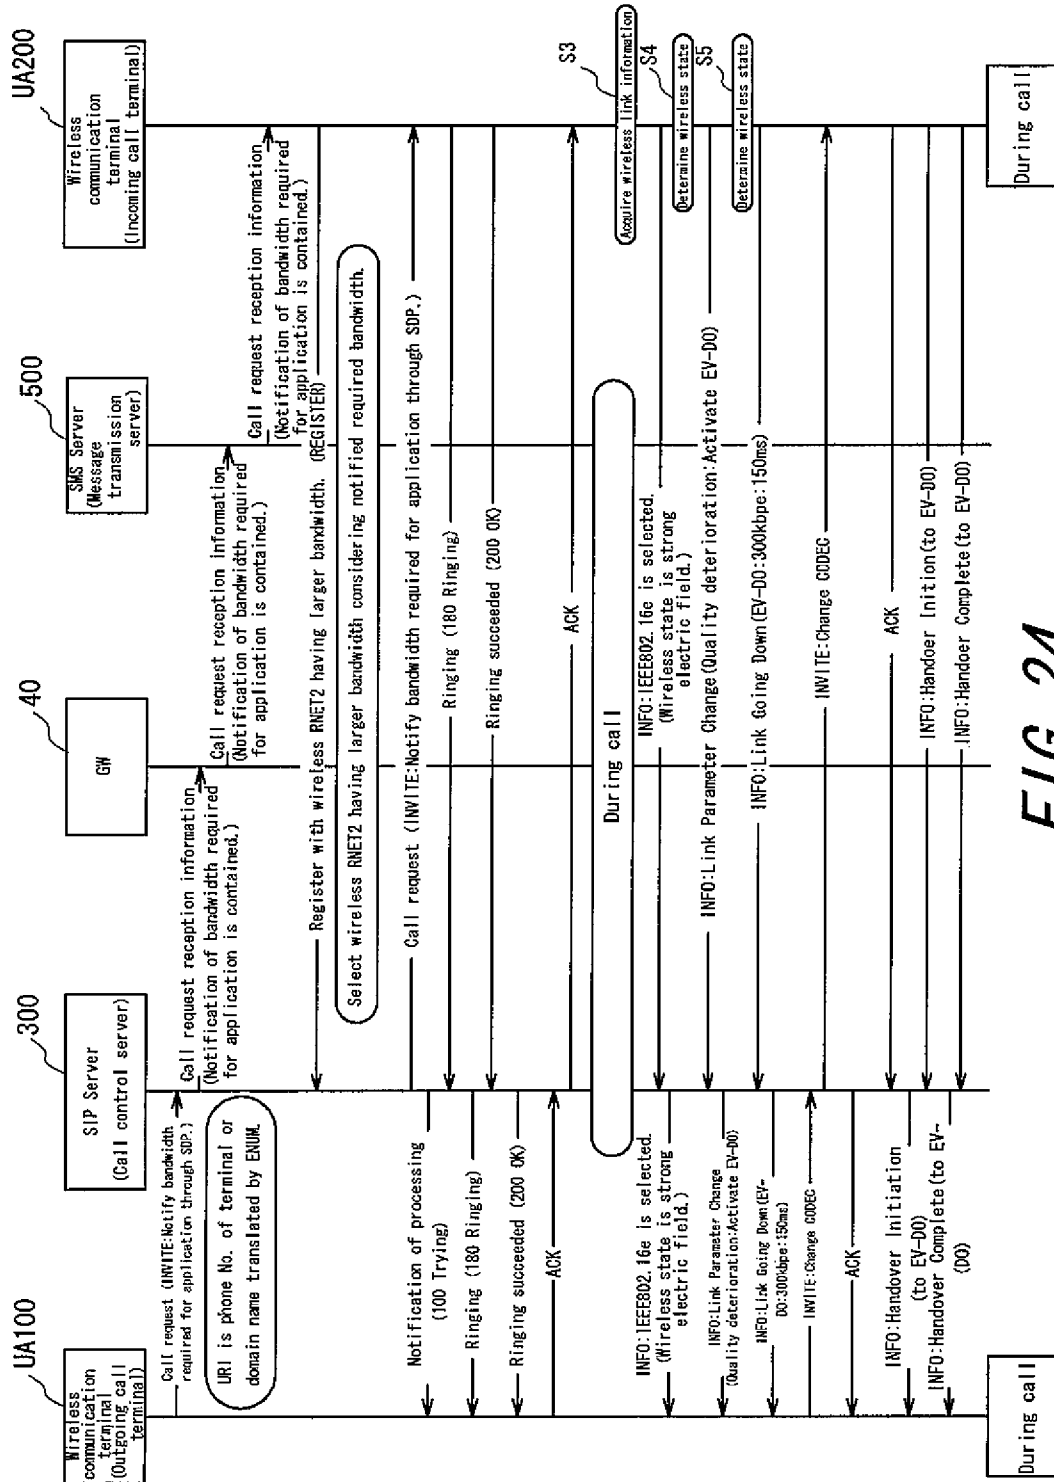 UA100
Wireless
communication
terminal
(Outgoing call
terminal)
300
SIP Server
(Call control server)
40
GW
500
SMS Server
(Message
transmission
server)
UA200
Wireless
communication
terminal
(Incoming call terminal)
Call request (INVITE:Notify bandwidth
required for application through SDP.)
URI is phone No. of terminal or
domain name translated by ENUM.
Call request reception information
(Notification of bandwidth required
for application is contained.)
Call request reception information
(Notification of bandwidth required
for application is contained.)
Call request reception information
(Notification of bandwidth required
for application is contained.)
Register with wireless RNET2 having larger bandwidth. (REGISTER)
Select wireless RNET2 having larger bandwidth considering notified required bandwidth.
Call request (INVITE:Notify bandwidth required for application through SDP.)
Notification of processing
(100 Trying)
Ringing (180 Ringing)
Ringing (180 Ringing)
Ringing succeeded (200 OK)
Ringing succeeded (200 OK)
ACK
ACK
During call
S3
Acquire wireless link information
INFO:IEEE802.16e is selected.
(Wireless state is strong
electric field.)
INFO:IEEE802.16e is selected.
(Wireless state is strong
electric field.)
S4
Determine wireless state
INFO:Link Parameter Change(Quality deterioration:Activate EV-DO)
INFO:Link Parameter Change
(Quality deterioration:Activate EV-DO)
S5
Determine wireless state
INFO:Link Going Down(EV-DO:300kbpe:150ms)
INFO:Link Going Down(EV-
DO:300kbpe:150ms)
INVITE:Change CODEC
INVITE:Change CODEC
ACK
ACK
INFO:Handoer Inition(to EV-DO)
INFO:Handover Initiation
(to EV-DO)
INFO:Handoer Complete(to EV-DO)
INFO:Handover Complete(to EV-
(DO)
During call
During call
FIG. 24